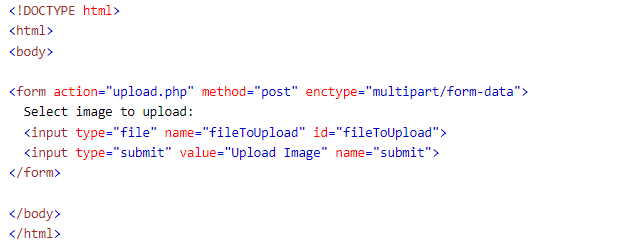 <!DOCTYPE html>
<html>
<body>
<form action="upload.php" method="post" enctype="multipart/form-data">
Select image to upload:
<input type="file" name="fileToUpload" id="fileToUpload">
<input type="submit" value="Upload Image" name="submit">
</form>
</body>
</html>